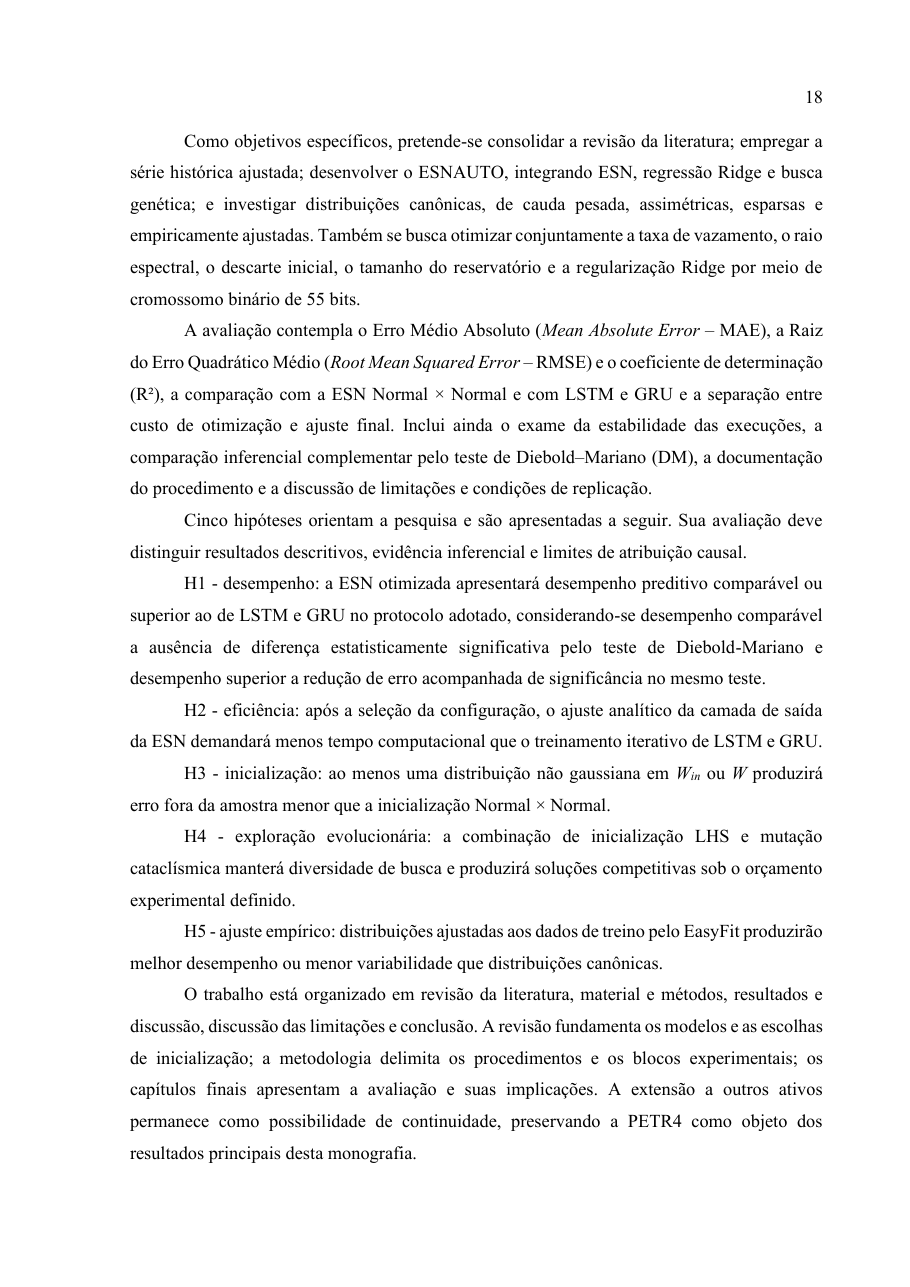 18
Como objetivos específicos, pretende-se consolidar a revisão da literatura; empregar a
série histórica ajustada; desenvolver o ESNAUTO, integrando ESN, regressão Ridge e busca
genética; e investigar distribuições canônicas, de cauda pesada, assimétricas, esparsas e
empiricamente ajustadas. Também se busca otimizar conjuntamente a taxa de vazamento, o raio
espectral, o descarte inicial, o tamanho do reservatório e a regularização Ridge por meio de
cromossomo binário de 55 bits.
A avaliação contempla o Erro Médio Absoluto (Mean Absolute Error – MAE), a Raiz
do Erro Quadrático Médio (Root Mean Squared Error – RMSE) e o coeficiente de determinação
(R²), a comparação com a ESN Normal × Normal e com LSTM e GRU e a separação entre
custo de otimização e ajuste final. Inclui ainda o exame da estabilidade das execuções, a
comparação inferencial complementar pelo teste de Diebold–Mariano (DM), a documentação
do procedimento e a discussão de limitações e condições de replicação.
Cinco hipóteses orientam a pesquisa e são apresentadas a seguir. Sua avaliação deve
distinguir resultados descritivos, evidência inferencial e limites de atribuição causal.
H1 - desempenho: a ESN otimizada apresentará desempenho preditivo comparável ou
superior ao de LSTM e GRU no protocolo adotado, considerando-se desempenho comparável
a ausência de diferença estatisticamente significativa pelo teste de Diebold-Mariano e
desempenho superior a redução de erro acompanhada de significância no mesmo teste.
H2 - eficiência: após a seleção da configuração, o ajuste analítico da camada de saída
da ESN demandará menos tempo computacional que o treinamento iterativo de LSTM e GRU.
H3 - inicialização: ao menos uma distribuição não gaussiana em Win ou W produzirá
erro fora da amostra menor que a inicialização Normal × Normal.
H4 - exploração evolucionária: a combinação de inicialização LHS e mutação
cataclísmica manterá diversidade de busca e produzirá soluções competitivas sob o orçamento
experimental definido.
H5 - ajuste empírico: distribuições ajustadas aos dados de treino pelo EasyFit produzirão
melhor desempenho ou menor variabilidade que distribuições canônicas.
O trabalho está organizado em revisão da literatura, material e métodos, resultados e
discussão, discussão das limitações e conclusão. A revisão fundamenta os modelos e as escolhas
de inicialização; a metodologia delimita os procedimentos e os blocos experimentais; os
capítulos finais apresentam a avaliação e suas implicações. A extensão a outros ativos
permanece como possibilidade de continuidade, preservando a PETR4 como objeto dos
resultados principais desta monografia.